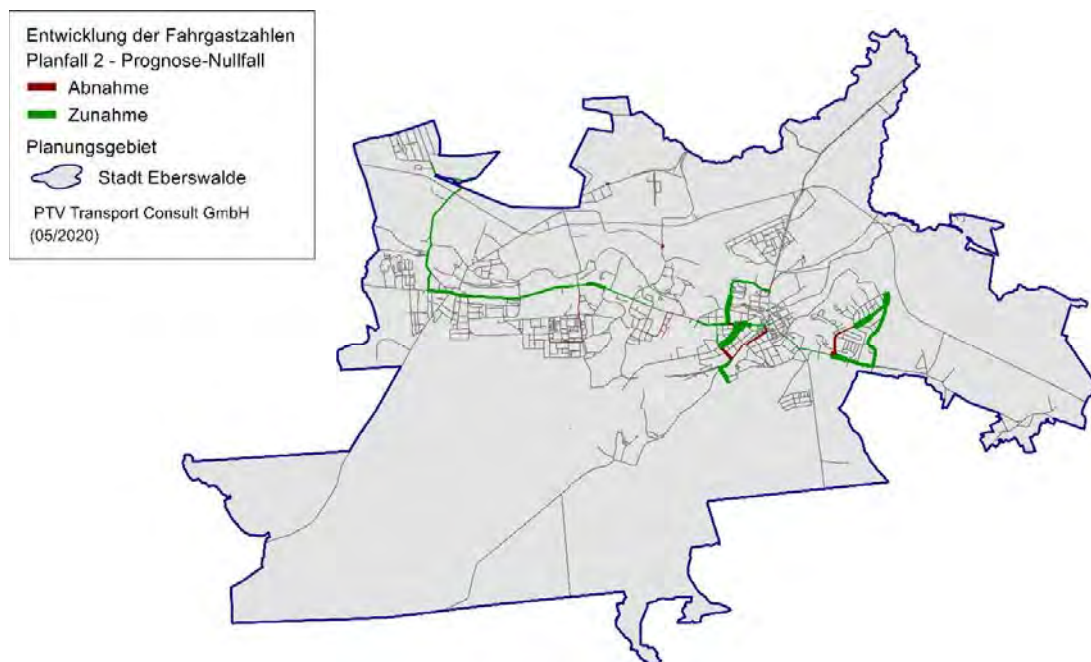 Entwicklung der Fahrgastzahlen
Planfall 2 - Prognose-Nullfall
Abnahme
Zunahme
Planungsgebiet
Stadt Eberswalde
PTV Transport Consult GmbH
(05/2020)